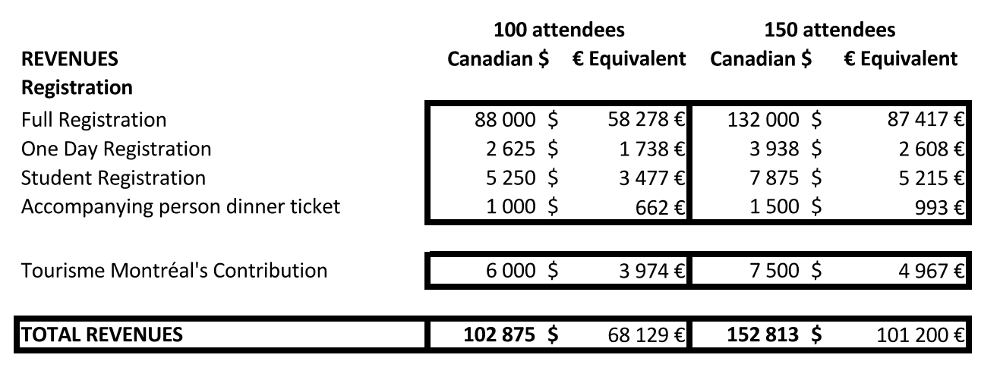 100 attendees 150 attendees
REVENUES Canadian $ € Equivalent Canadian $ € Equivalent
Registration
Full Registration 88 000 $ 58 278 € 132 000 $ 87 417 €
One Day Registration 2 625 $ 1 738 € 3 938 $ 2 608 €
Student Registration 5 250 $ 3 477 € 7 875 $ 5 215 €
Accompanying person dinner ticket 1 000 $ 662 € 1 500 $ 993 €
Tourisme Montréal's Contribution 6 000 $ 3 974 € 7 500 $ 4 967 €
TOTAL REVENUES 102 875 $ 68 129 € 152 813 $ 101 200 €